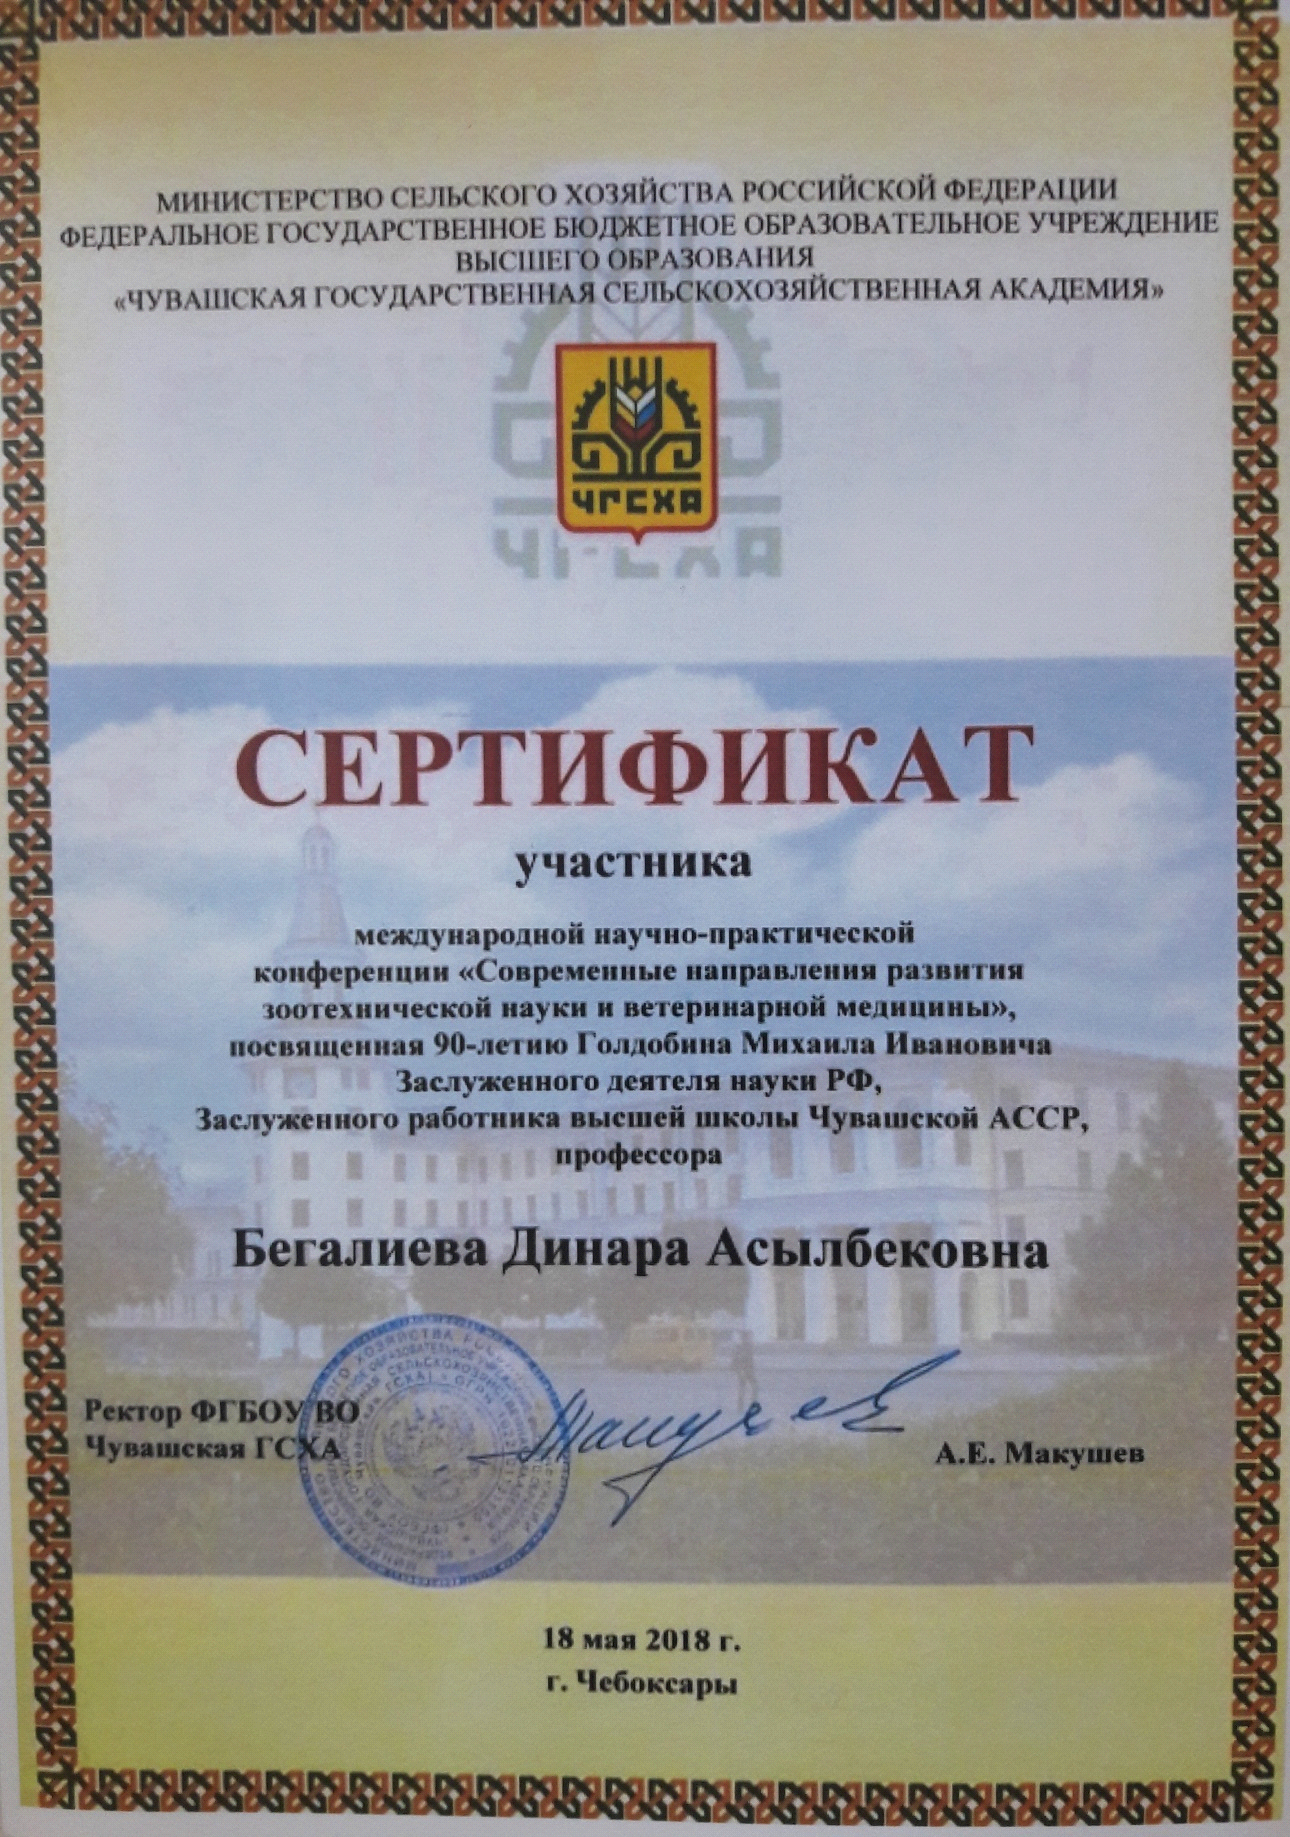 МИНИСТЕРСТВО СЕЛЬСКОГО ХОЗЯЙСТВА РОССИЙСКОЙ ФЕДЕРАЦИИ
ФЕДЕРАЛЬНОЕ ГОСУДАРСТВЕННОЕ БЮДЖЕТНОЕ ОБРАЗОВАТЕЛЬНОЕ УЧРЕЖДЕНИЕ
ВЫСШЕГО ОБРАЗОВАНИЯ
«ЧУВАШСКАЯ ГОСУДАРСТВЕННАЯ СЕЛЬСКОХОЗЯЙСТВЕННАЯ АКАДЕМИЯ»
ЧГСХА
ЧГСХА
СЕРТИФИКАТ
участника
международной научно-практической
конференции «Современные направления развития
зоотехнической науки и ветеринарной медицины»,
посвященная 90-летию Голдобина Михаила Ивановича
Заслуженного деятеля науки РФ,
Заслуженного работника высшей школы Чувашской АССР,
профессора
Бегалиева Динара Асылбековна
Ректор ФГБОУ ВО
Чувашская ГСХА
А.Е. Макушев
18 мая 2018 г.
г. Чебоксары